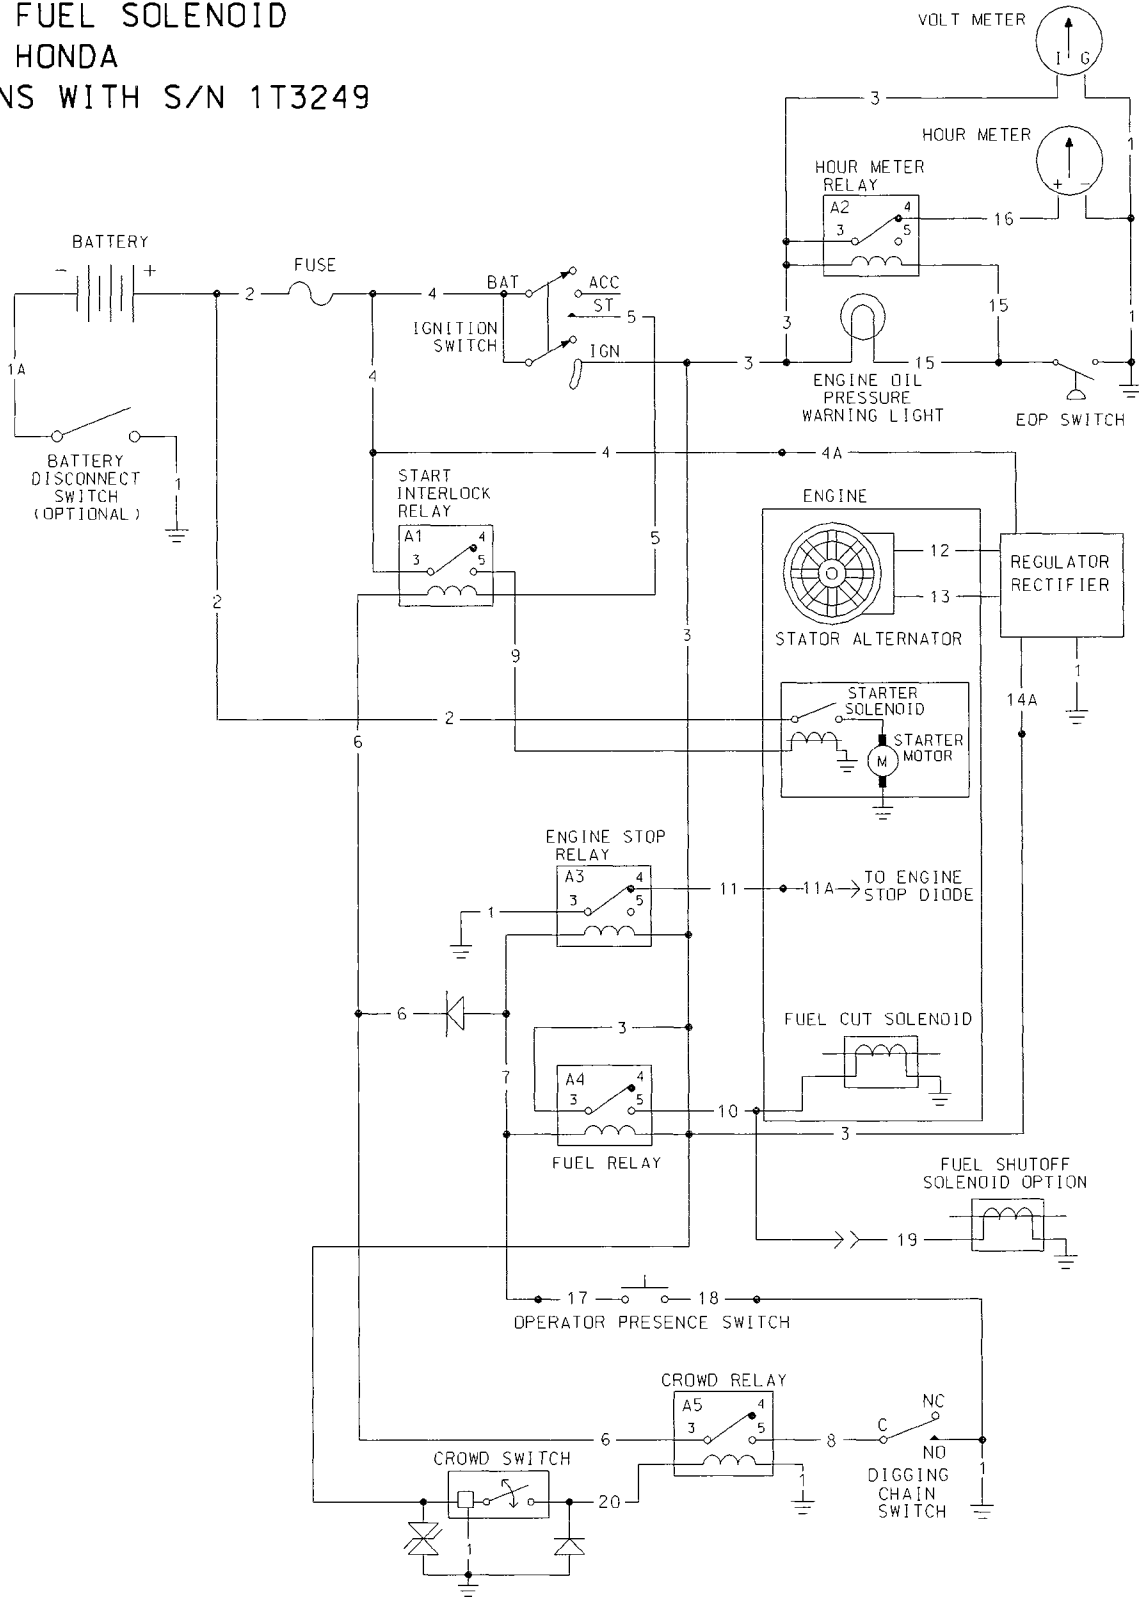 FUEL SOLENOID
HONDA
NS WITH S/N 1T3249
VOLT METER
I G
3
1
HOUR METER
+ -
HOUR METER
RELAY
A2
4
3
5
16
BATTERY
- +
FUSE
2
4
BAT
ACC
ST
5
IGNITION
SWITCH
IGN
3
15
3
1
1A
4
3
15
ENGINE OIL
PRESSURE
WARNING LIGHT
EOP SWITCH
BATTERY
DISCONNECT
SWITCH
(OPTIONAL)
1
4
4A
START
INTERLOCK
RELAY
A1
4
3
5
5
ENGINE
12
13
REGULATOR
RECTIFIER
STATOR ALTERNATOR
2
9
3
1
14A
STARTER
SOLENOID
2
6
STARTER
MOTOR
M
ENGINE STOP
RELAY
A3
4
3
5
1
11
11A
TO ENGINE
STOP DIODE
6
3
FUEL CUT SOLENOID
7
A4
4
3
5
10
3
FUEL RELAY
FUEL SHUTOFF
SOLENOID OPTION
19
17
18
OPERATOR PRESENCE SWITCH
CROWD RELAY
A5
4
3
5
6
8
C
NC
NO
1
DIGGING
CHAIN
SWITCH
CROWD SWITCH
20
1
1